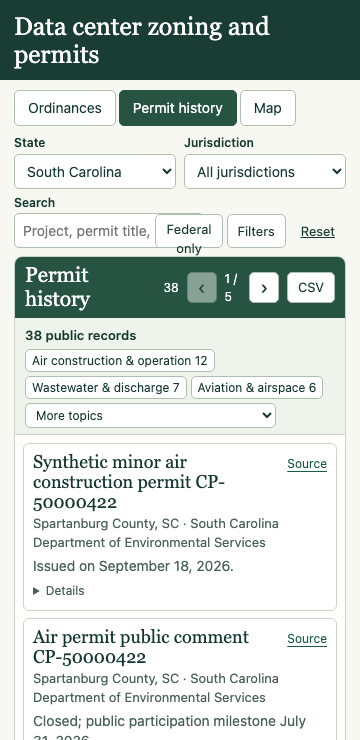 Data center zoning and
permits
Ordinances
Permit history
Map
State
Jurisdiction
South Carolina
All jurisdictions
Search
Project, permit title,
Federal
only
Filters
Reset
Permit
history
38
‹
1 /
5
›
CSV
38 public records
Air construction & operation 12
Wastewater & discharge 7
Aviation & airspace 6
More topics
Synthetic minor air
construction permit CP-
50000422
Source
Spartanburg County, SC · South Carolina
Department of Environmental Services
Issued on September 18, 2026.
Details
Air permit public comment
CP-50000422
Source
Spartanburg County, SC · South Carolina
Department of Environmental Services
Closed; public participation milestone July
31, 2026